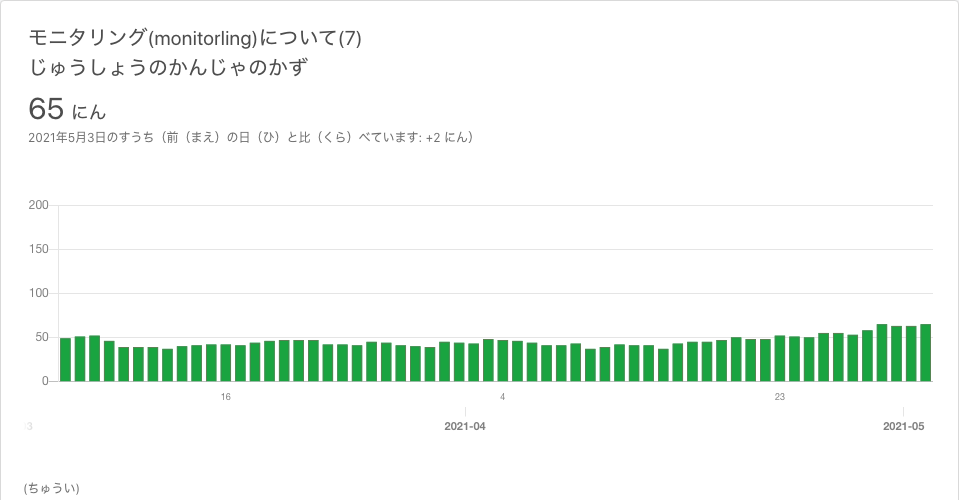 モニタリング(monitorling)について(7)
じゅうしょうのかんじゃのかず
65 にん
2021年5月3日のすうち（前（まえ）の日（ひ）と比（くら）べています: +2 にん）
200
150
100
50
0
16
4
23
3
2021-04
2021-05
(ちゅうい)